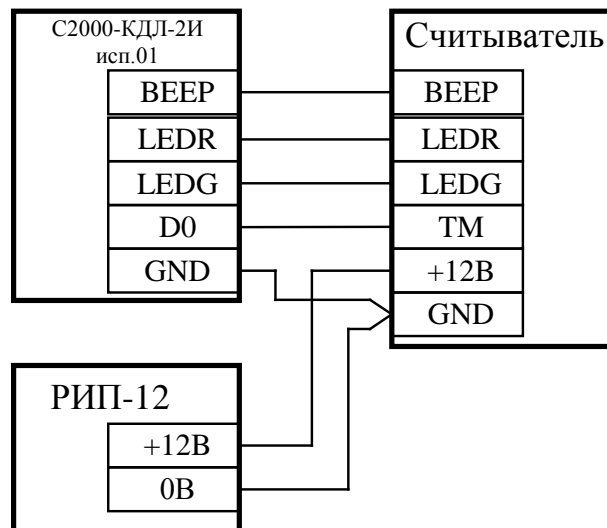 С2000-КДЛ-2И
исп.01
BEEP
LEDR
LEDG
D0
GND
Считыватель
BEEP
LEDR
LEDG
TM
+12В
GND
РИП-12
+12В
0В